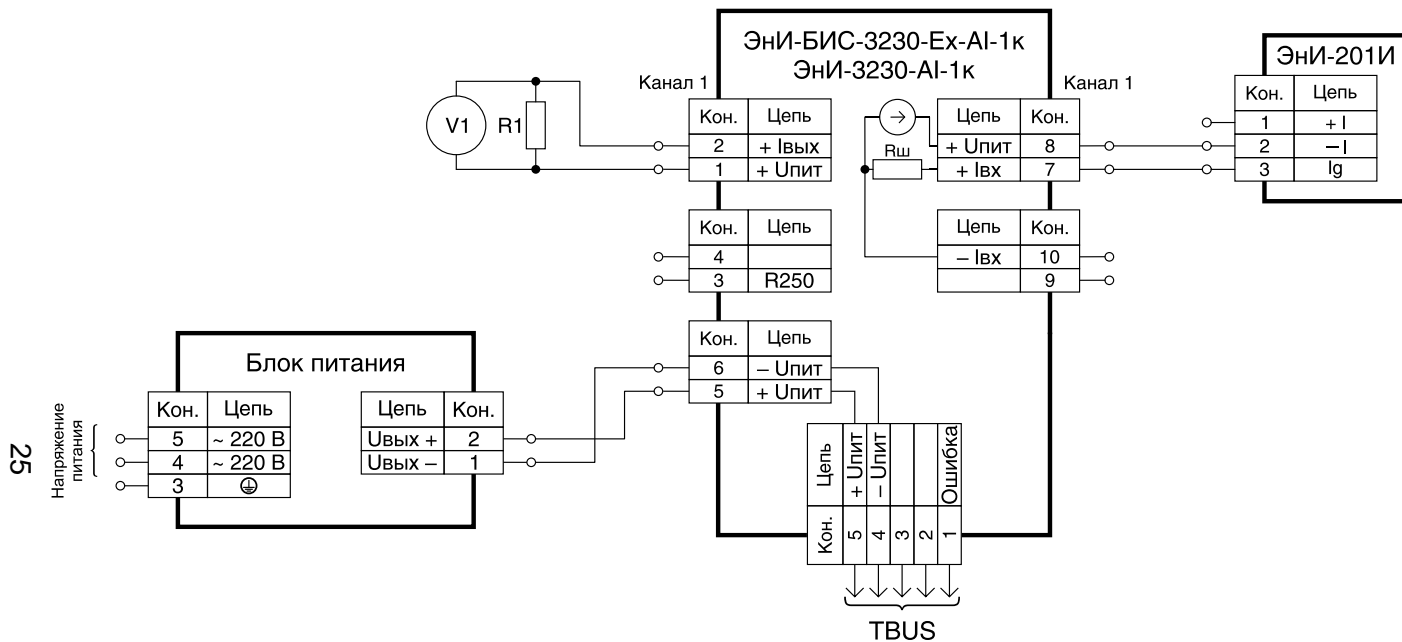 ЭнИ-БИС-3230-Ex-AI-1к
ЭнИ-3230-AI-1к
ЭнИ-201И
Канал 1
Канал 1
V1
R1
Кон. Цепь
2 + Iвых
1 + Uпит
Rш
Цепь Кон.
+ Uпит 8
+ Iвх 7
Кон. Цепь
1 + I
2 – I
3 Ig
Кон. Цепь
4
3 R250
Цепь Кон.
– Iвх 10
9
Кон. Цепь
6 – Uпит
5 + Uпит
Блок питания
Напряжение
питания
Кон. Цепь
5 ~ 220 В
4 ~ 220 В
3
Цепь Кон.
Uвых + 2
Uвых – 1
Кон. Цепь
5 + Uпит
4 – Uпит
3
2
1 Ошибка
TBUS
25